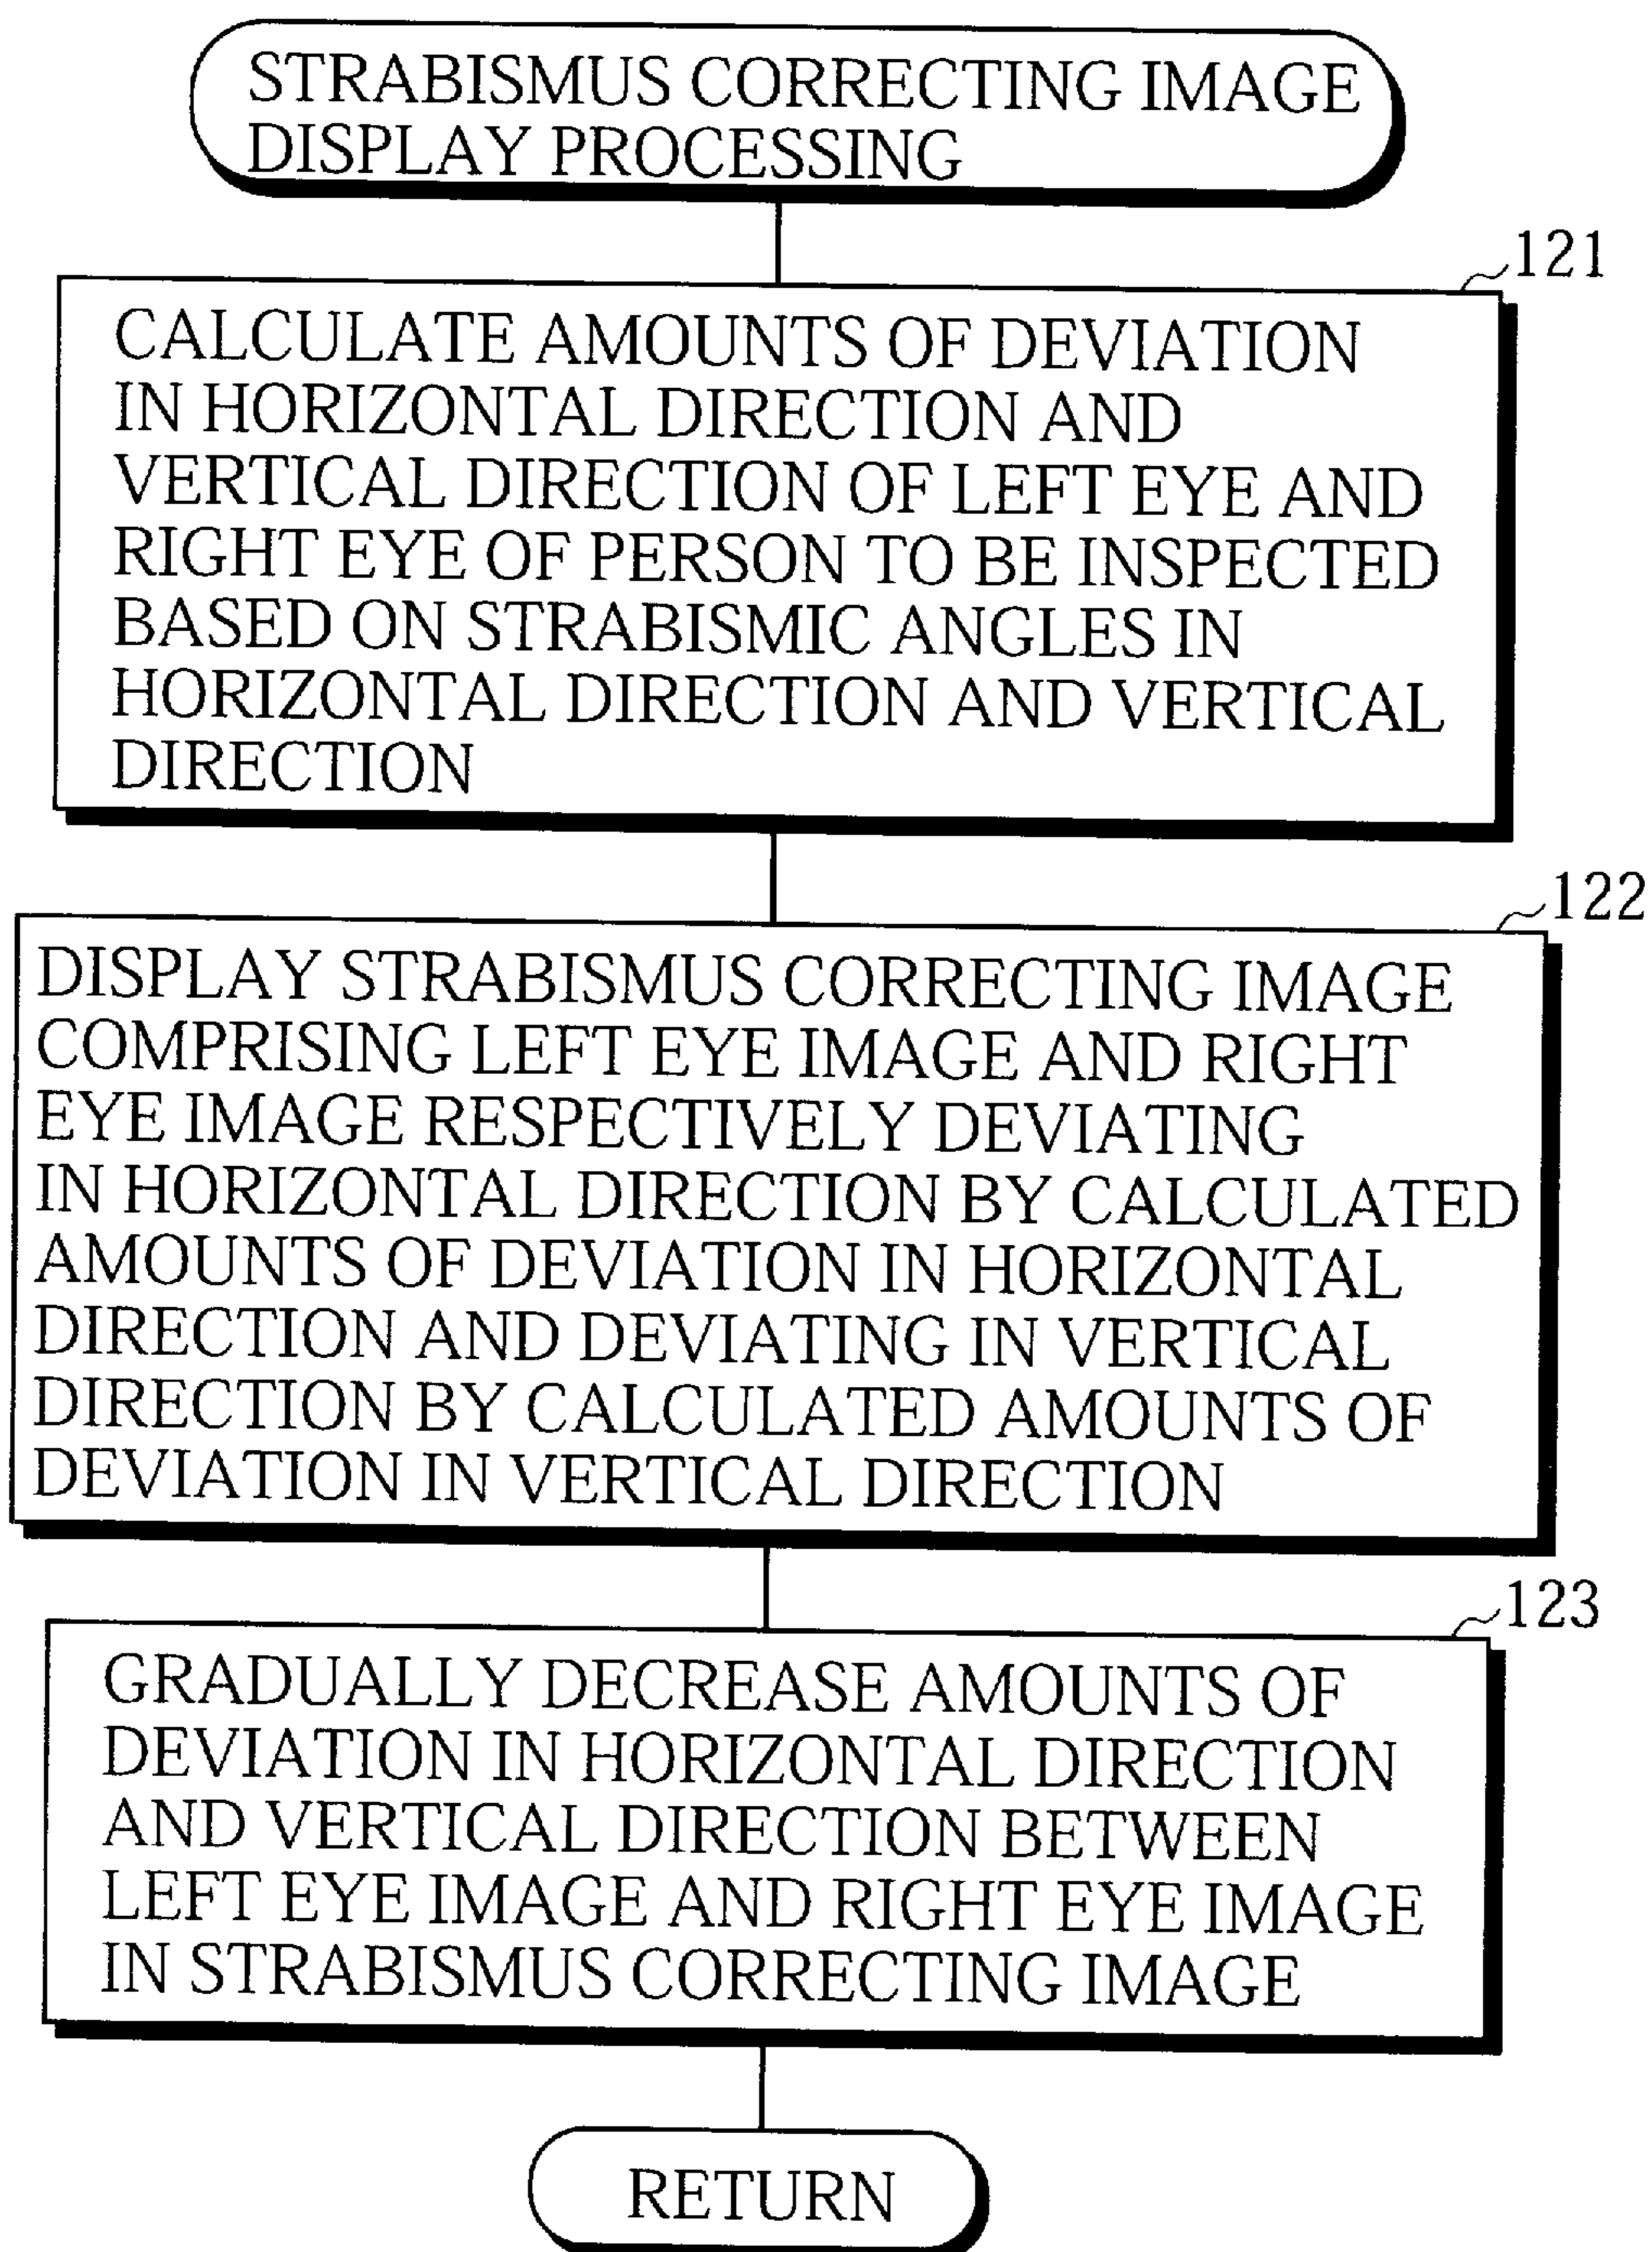 STRABISMUS CORRECTING IMAGE
DISPLAY PROCESSING
121
CALCULATE AMOUNTS OF DEVIATION
IN HORIZONTAL DIRECTION AND
VERTICAL DIRECTION OF LEFT EYE AND
RIGHT EYE OF PERSON TO BE INSPECTED
BASED ON STRABISMIC ANGLES IN
HORIZONTAL DIRECTION AND VERTICAL
DIRECTION
122
DISPLAY STRABISMUS CORRECTING IMAGE
COMPRISING LEFT EYE IMAGE AND RIGHT
EYE IMAGE RESPECTIVELY DEVIATING
IN HORIZONTAL DIRECTION BY CALCULATED
AMOUNTS OF DEVIATION IN HORIZONTAL
DIRECTION AND DEVIATING IN VERTICAL
DIRECTION BY CALCULATED AMOUNTS OF
DEVIATION IN VERTICAL DIRECTION
123
GRADUALLY DECREASE AMOUNTS OF
DEVIATION IN HORIZONTAL DIRECTION
AND VERTICAL DIRECTION BETWEEN
LEFT EYE IMAGE AND RIGHT EYE IMAGE
IN STRABISMUS CORRECTING IMAGE
RETURN